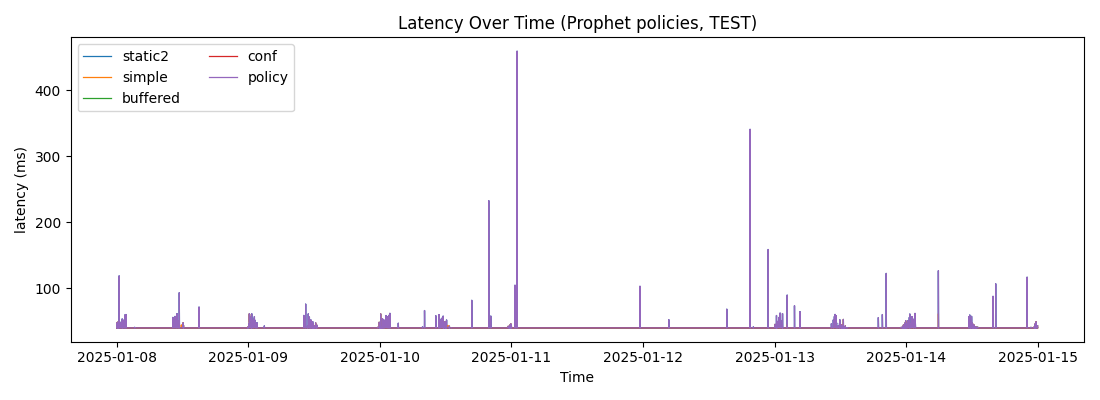 Latency Over Time (Prophet policies, TEST)
static2
simple
buffered
conf
policy
latency (ms)
400
300
200
100
2025-01-08
2025-01-09
2025-01-10
2025-01-11
2025-01-12
2025-01-13
2025-01-14
2025-01-15
Time